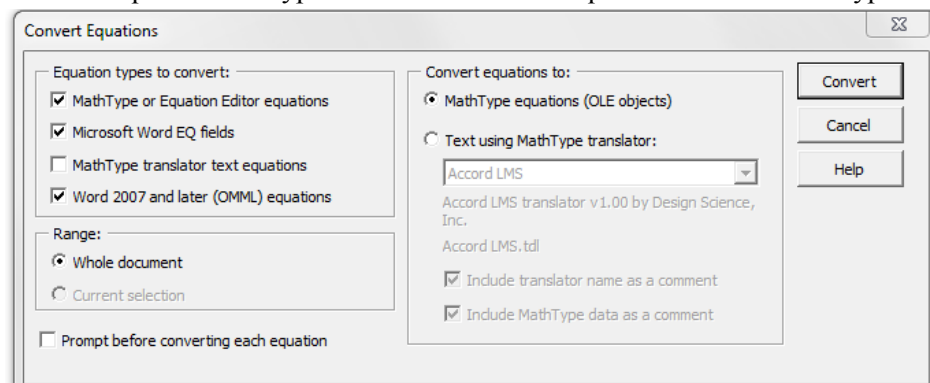 Convert Equations
Equation types to convert:
MathType or Equation Editor equations
Microsoft Word EQ fields
MathType translator text equations
Word 2007 and later (OMML) equations
Range:
Whole document
Current selection
Prompt before converting each equation
Convert equations to:
MathType equations (OLE objects)
Text using MathType translator:
Accord LMS
Accord LMS translator v1.00 by Design Science,
Inc.
Accord LMS.tdl
Include translator name as a comment
Include MathType data as a comment
Convert
Cancel
Help